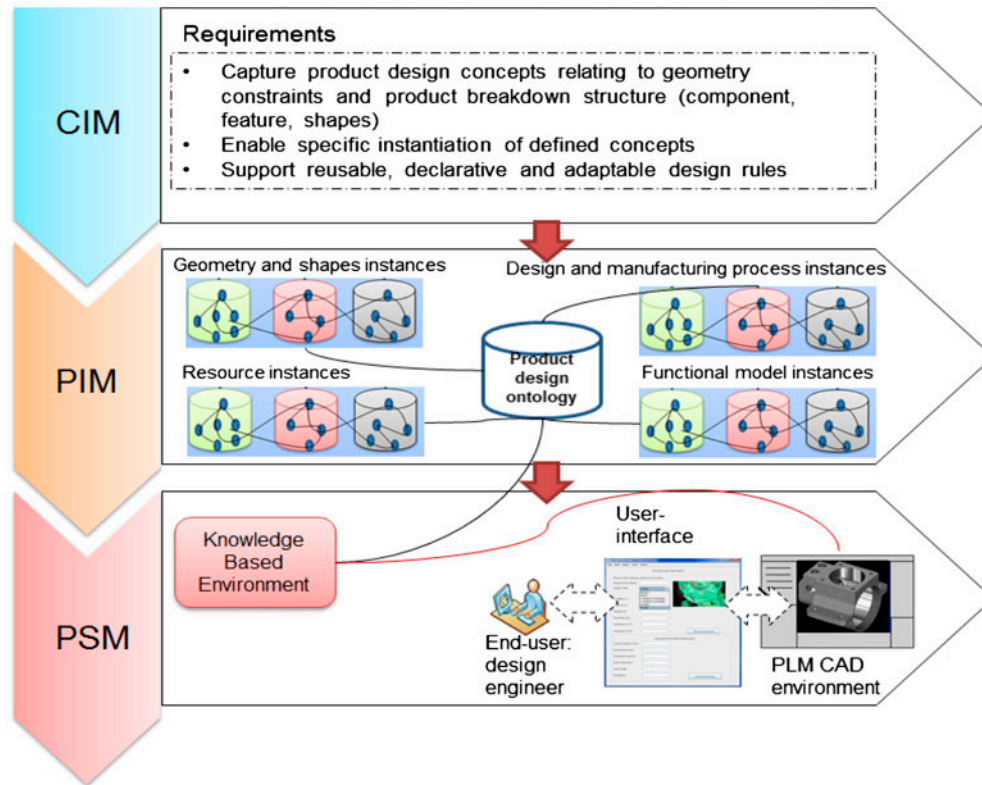 CIM
Requirements
• Capture product design concepts relating to geometry
constraints and product breakdown structure (component,
feature, shapes)
• Enable specific instantiation of defined concepts
• Support reusable, declarative and adaptable design rules
PIM
Geometry and shapes instances
Design and manufacturing process instances
Product
design
ontology
Resource instances
Functional model instances
PSM
Knowledge
Based
Environment
User-
interface
End-user:
design
engineer
PLM CAD
environment